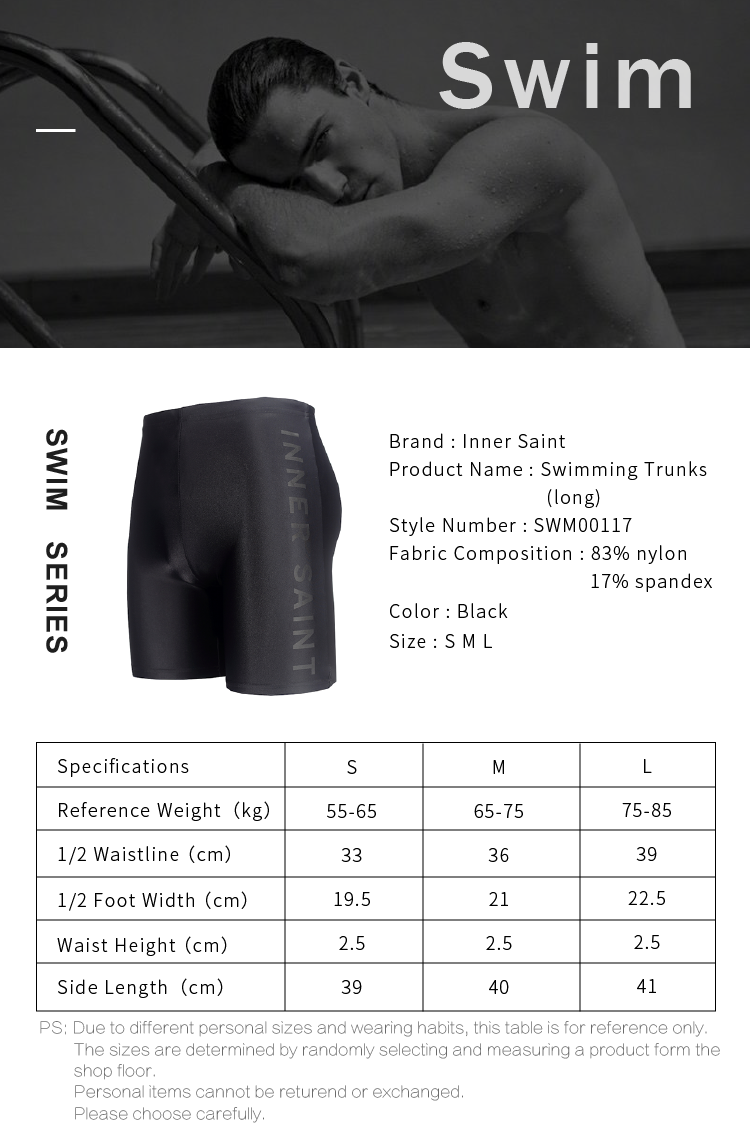 Swim
SWIM SERIES
INNER SAINT
Brand : Inner Saint
Product Name : Swimming Trunks
(long)
Style Number : SWM00117
Fabric Composition : 83% nylon
17% spandex
Color : Black
Size : S M L
Specifications S M L
Reference Weight（kg） 55-65 65-75 75-85
1/2 Waistline（cm） 33 36 39
1/2 Foot Width（cm） 19.5 21 22.5
Waist Height（cm） 2.5 2.5 2.5
Side Length（cm） 39 40 41
PS: Due to different personal sizes and wearing habits, this table is for reference only.
The sizes are determined by randomly selecting and measuring a product form the
shop floor.
Personal items cannot be returend or exchanged.
Please choose carefully.